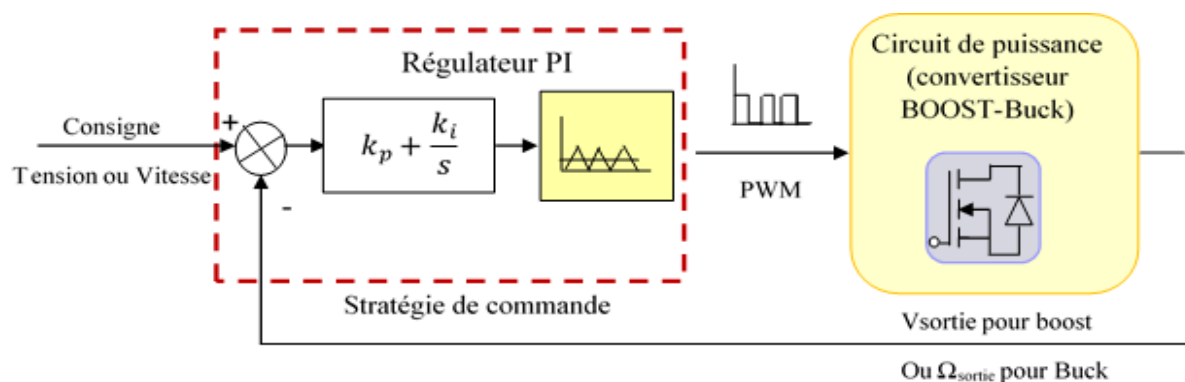 Régulateur PI
Circuit de puissance
(convertisseur
BOOST-Buck)
Consigne
Tension ou Vitesse
+
-
k_p + k_i/s
PWM
Stratégie de commande
Vsortie pour boost
Ou Ωsortie pour Buck